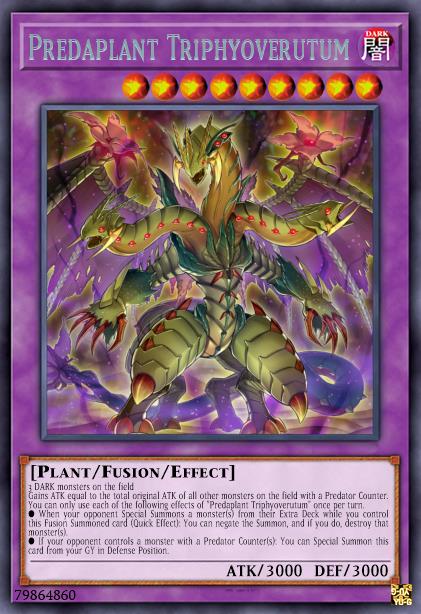 PREDAPLANT TRIPHYOVERUTUM
DARK
闇
[PLANT/FUSION/EFFECT]
3 DARK monsters on the field
Gains ATK equal to the total original ATK of all other monsters on the field with a Predator Counter.
You can only use each of the following effects of "Predaplant Triphyoverutum" once per turn.
● When your opponent Special Summons a monster(s) from their Extra Deck while you control
this Fusion Summoned card (Quick Effect): You can negate the Summon, and if you do, destroy that
monster(s).
● If your opponent controls a monster with a Predator Counter(s): You can Special Summon this
card from your GY in Defense Position.
ATK/3000 DEF/3000
79864860